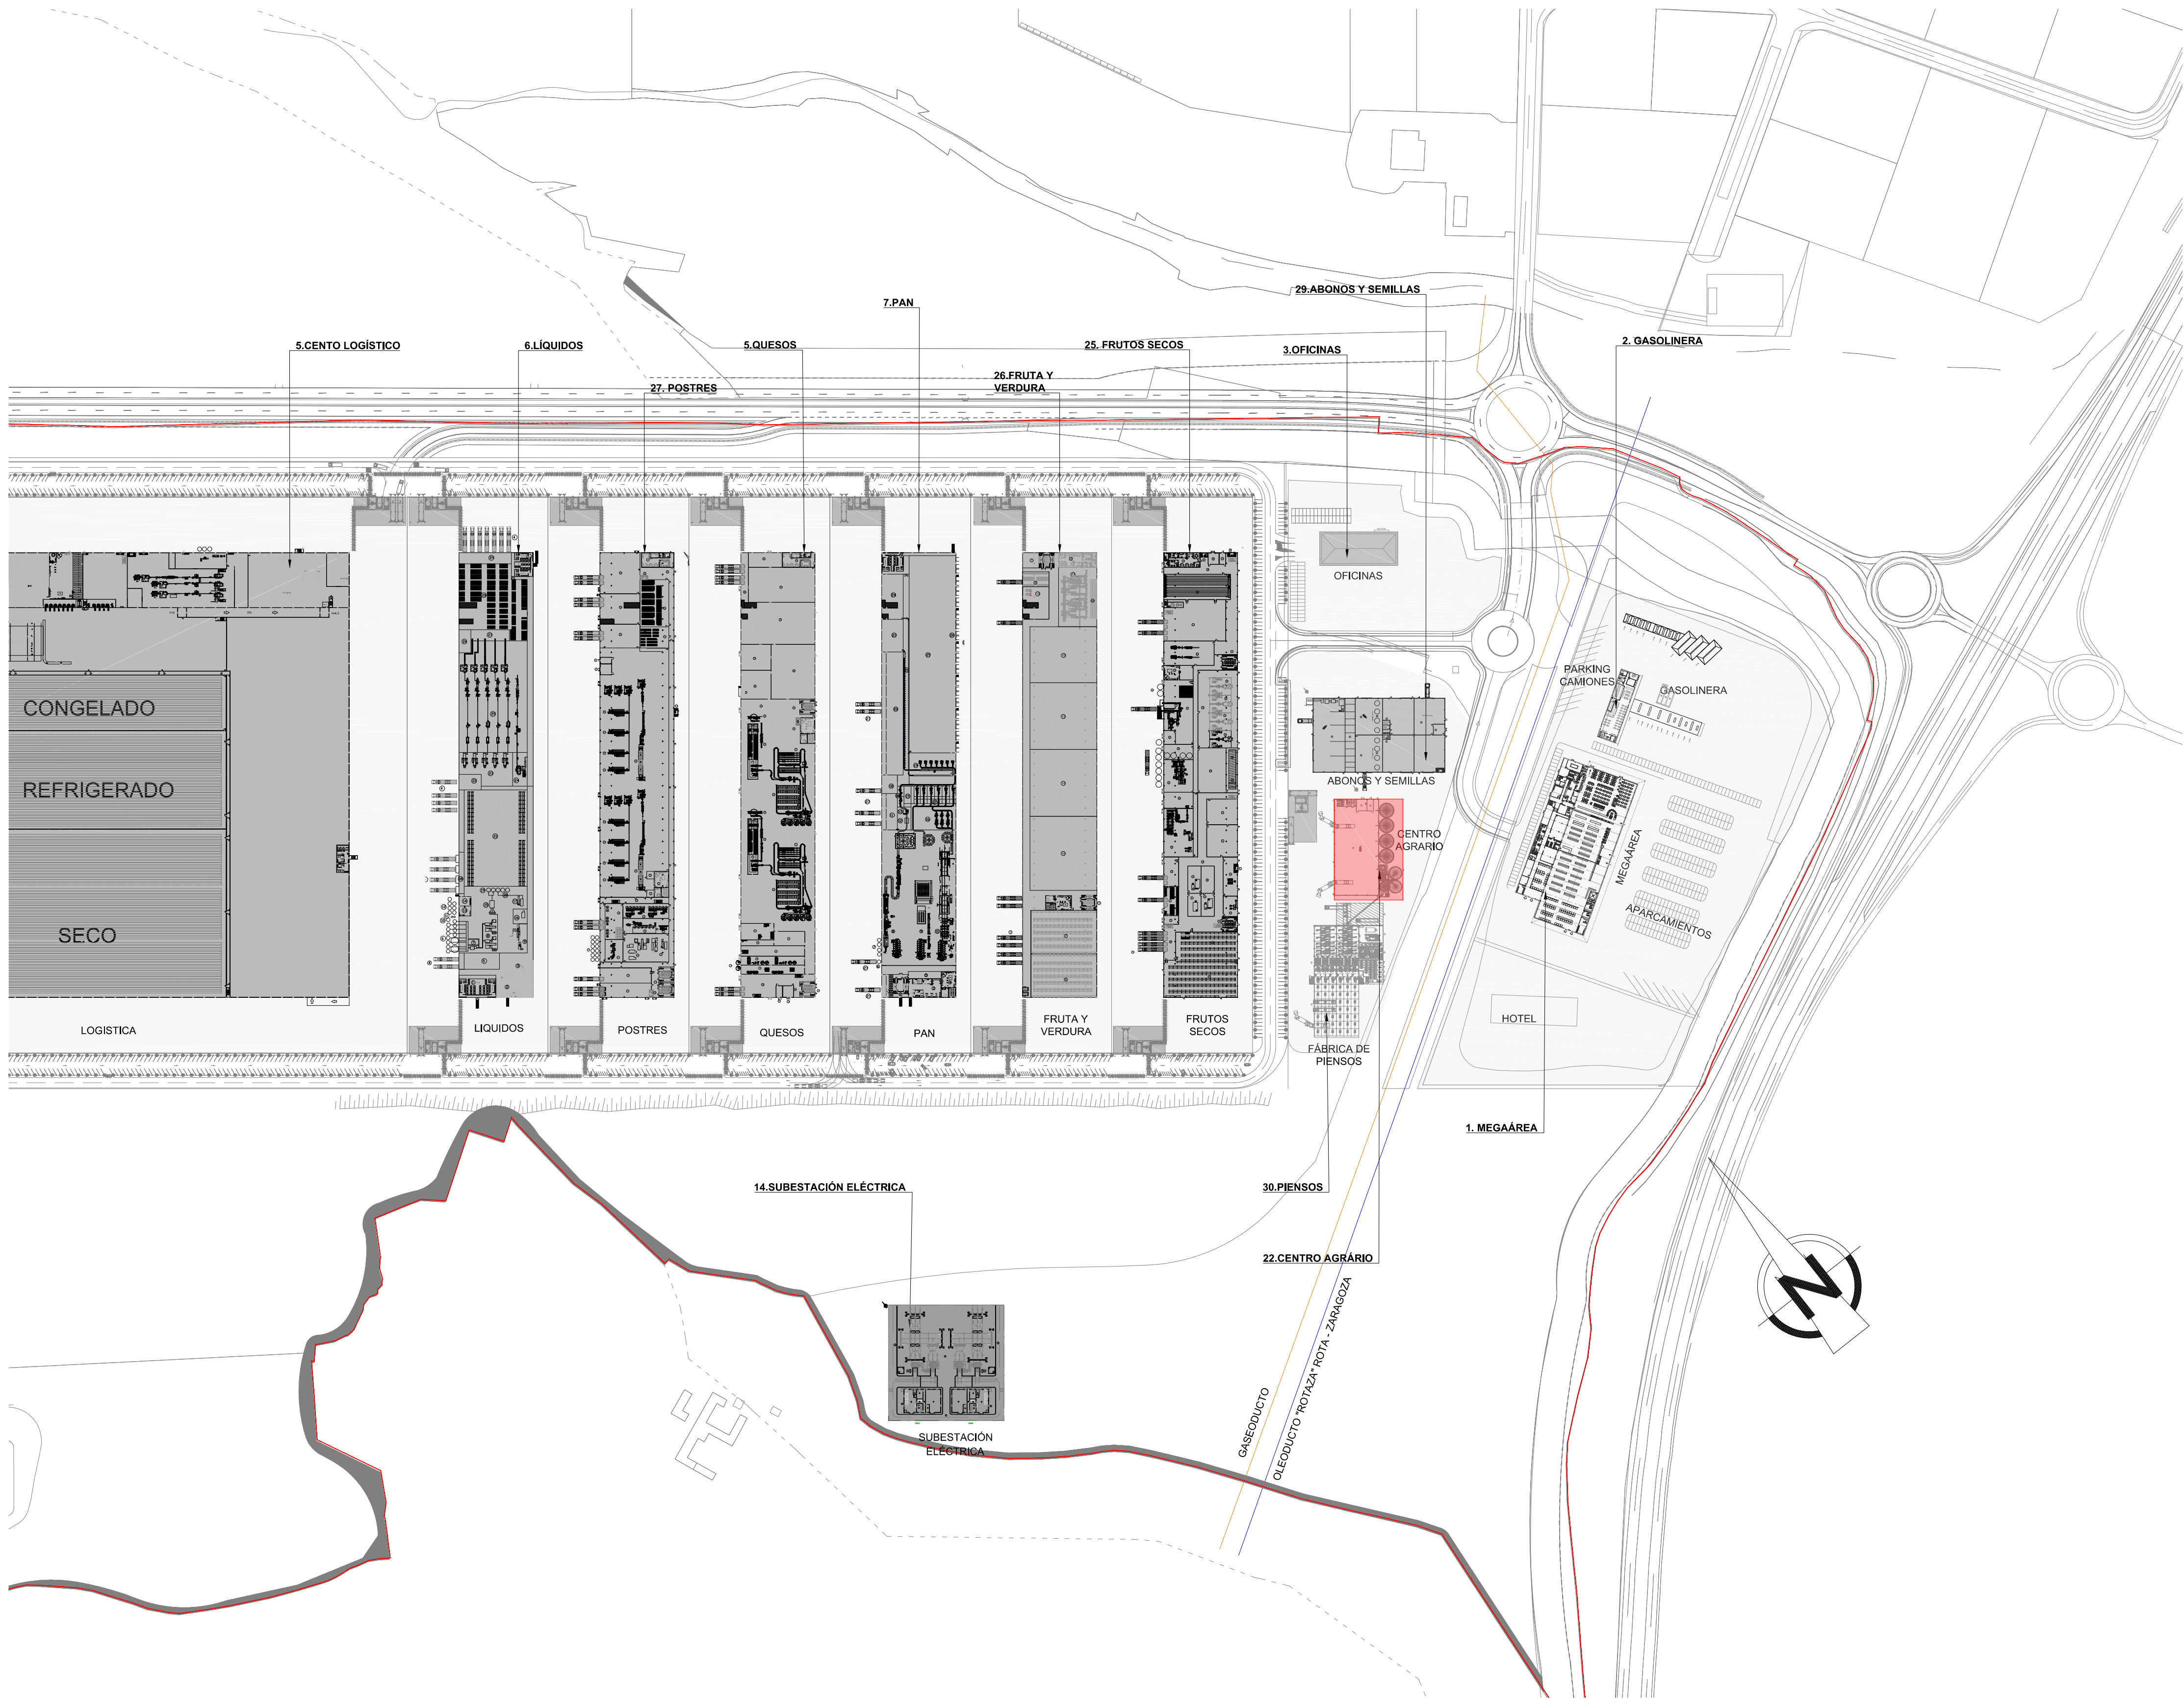 29.ABONOS Y SEMILLAS
7.PAN
5.CENTO LOGÍSTICO
6.LÍQUIDOS
5.QUESOS
25. FRUTOS SECOS
3.OFICINAS
2. GASOLINERA
27. POSTRES
26.FRUTA Y
VERDURA
OFICINAS
PARKING
CAMIONES
GASOLINERA
CONGELADO
REFRIGERADO
SECO
ABONOS Y SEMILLAS
CENTRO
AGRARIO
MEGAÁREA
APARCAMIENTOS
HOTEL
LOGISTICA
LIQUIDOS
POSTRES
QUESOS
PAN
FRUTA Y
VERDURA
FRUTOS
SECOS
FÁBRICA DE
PIENSOS
1. MEGAÁREA
14.SUBESTACIÓN ELÉCTRICA
30.PIENSOS
22.CENTRO AGRÁRIO
N
GASEODUCTO
OLEODUCTO "ROTAZA" ROTA - ZARAGOZA
SUBESTACIÓN
ELÉCTRICA